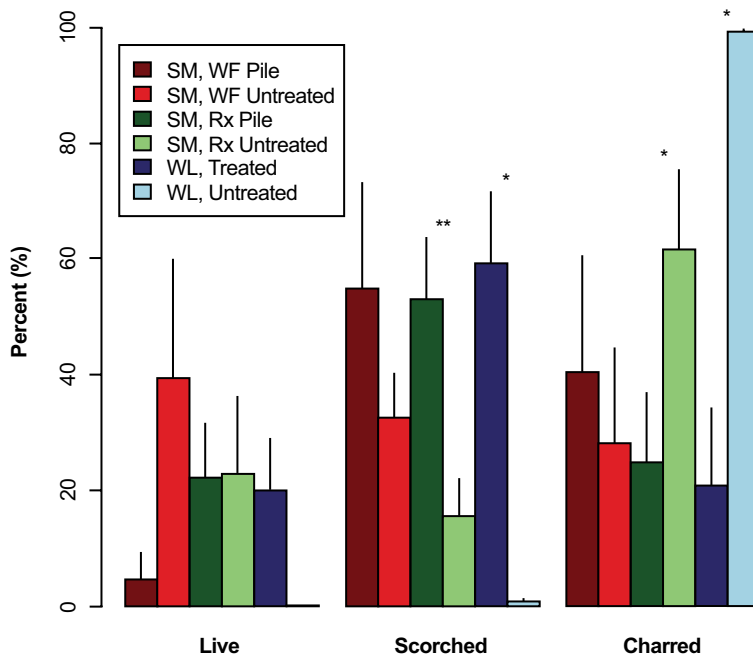 100
80
60
40
20
0
Percent (%)
SM, WF Pile
SM, WF Untreated
SM, Rx Pile
SM, Rx Untreated
WL, Treated
WL, Untreated
*
*
**
*
Live Scorched Charred